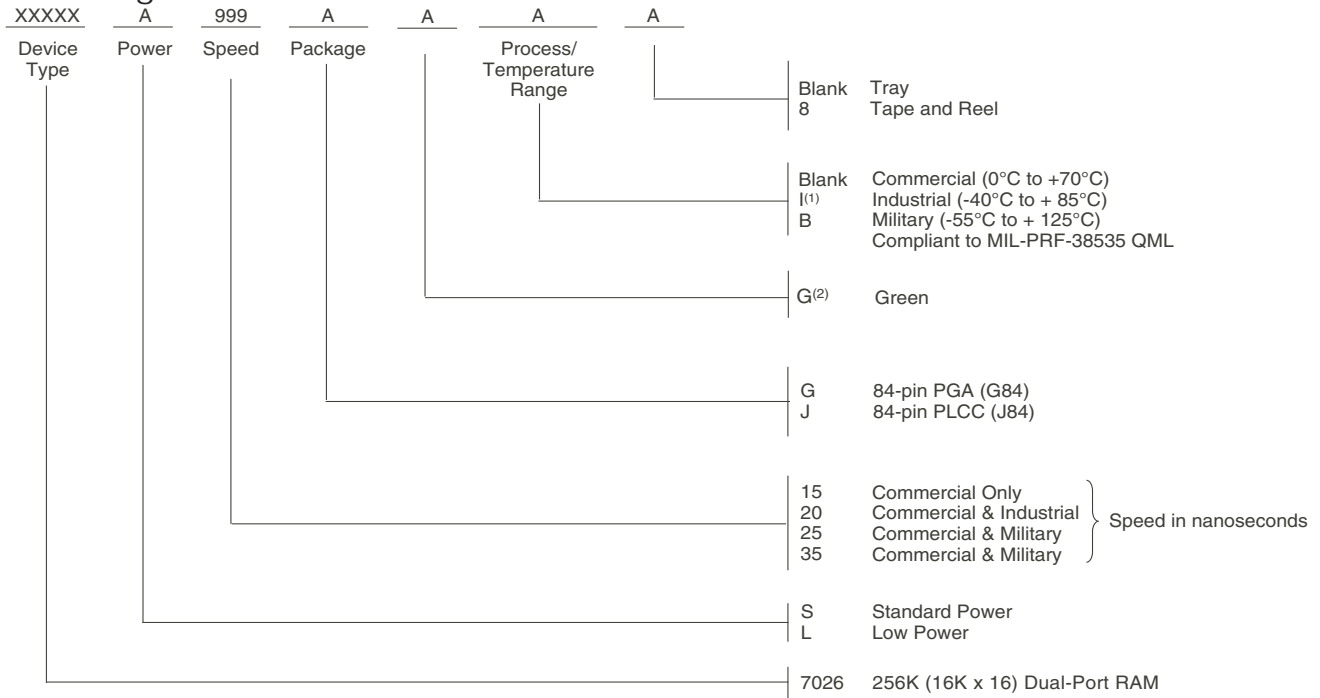 XXXXX A 999 A A A A
Device Type Power Speed Package Process/ Temperature Range
Blank Tray
8 Tape and Reel
Blank Commercial (0°C to +70°C)
I(1) Industrial (-40°C to + 85°C)
B Military (-55°C to + 125°C)
Compliant to MIL-PRF-38535 QML
G(2) Green
G 84-pin PGA (G84)
J 84-pin PLCC (J84)
15 Commercial Only
20 Commercial & Industrial
25 Commercial & Military
35 Commercial & Military
Speed in nanoseconds
S Standard Power
L Low Power
7026 256K (16K x 16) Dual-Port RAM